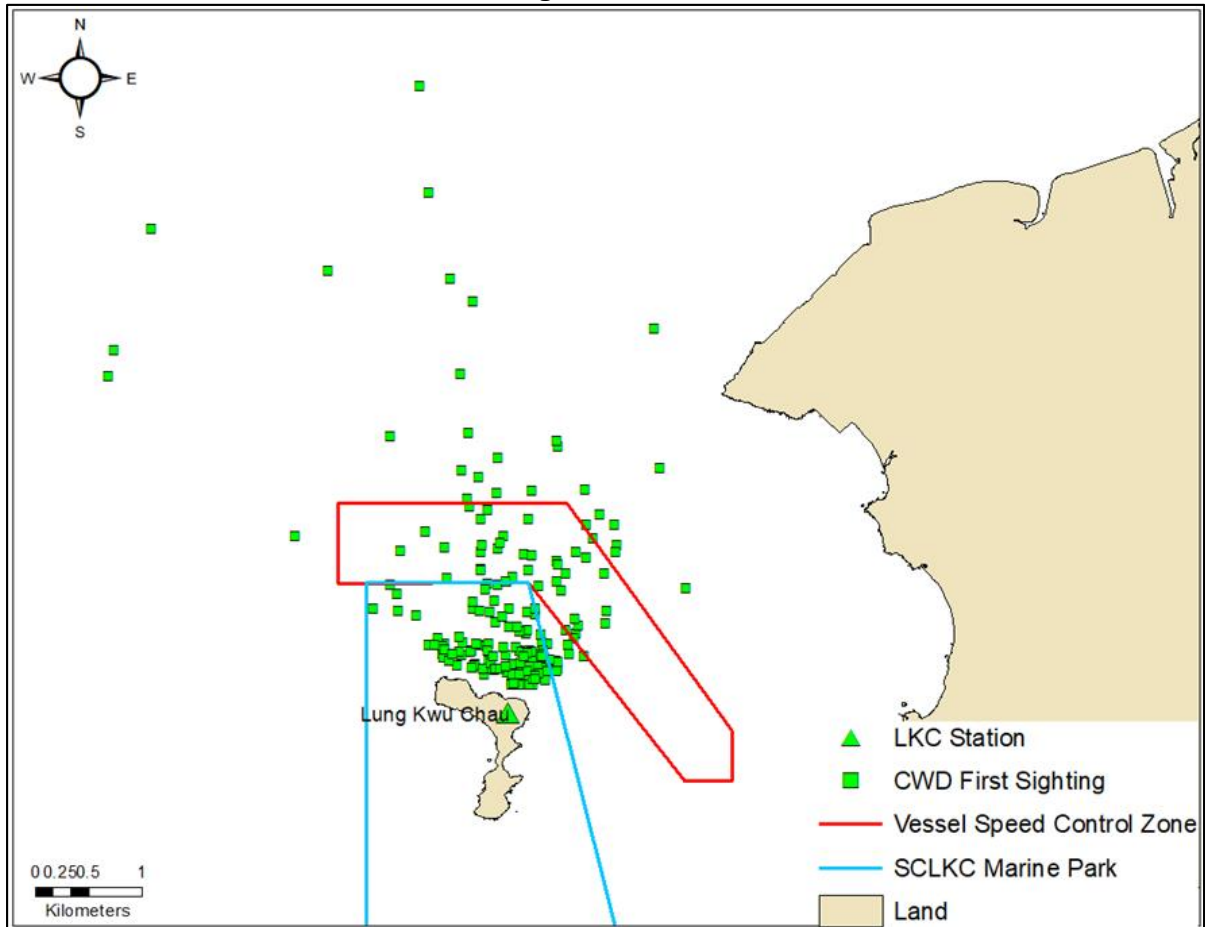 N
W E
S
Lung Kwu Chau
LKC Station
CWD First Sighting
Vessel Speed Control Zone
SCLKC Marine Park
Land
0 0.25 0.5 1
Kilometers